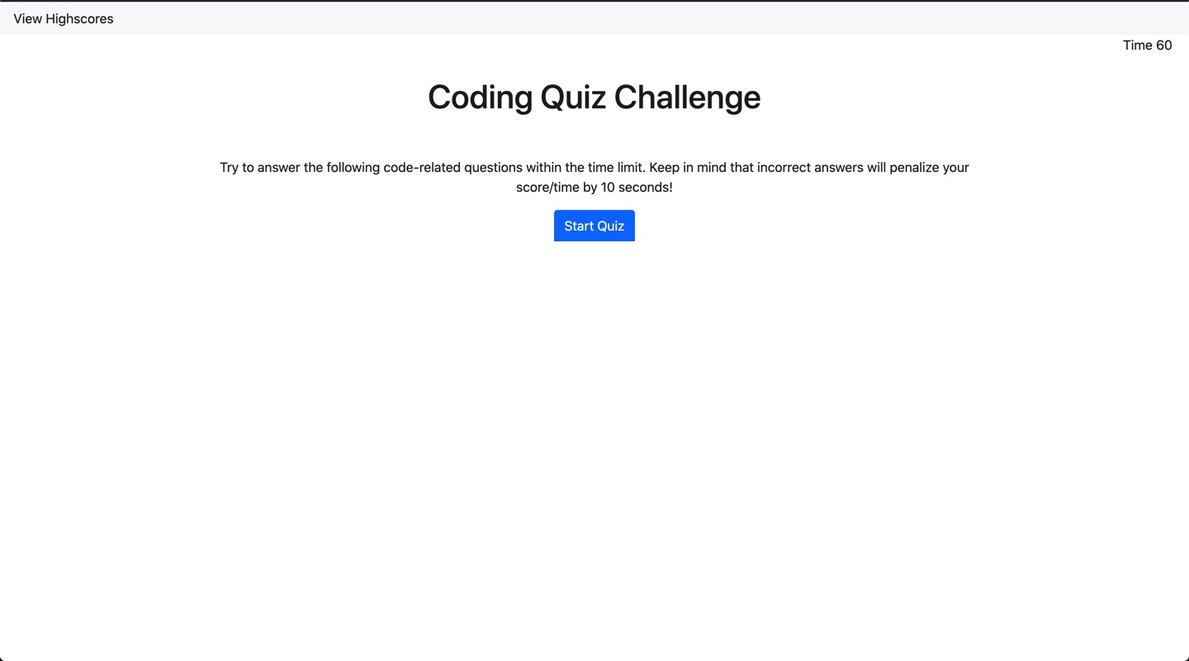 View Highscores
Time 60
Coding Quiz Challenge
Try to answer the following code-related questions within the time limit. Keep in mind that incorrect answers will penalize your
score/time by 10 seconds!
Start Quiz